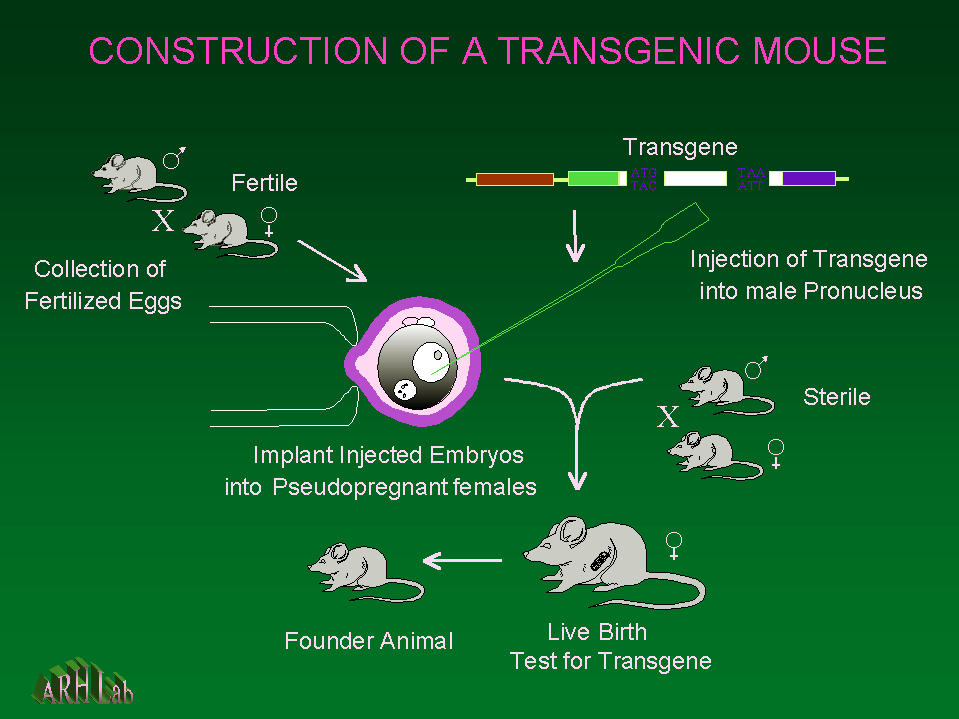 CONSTRUCTION OF A TRANSGENIC MOUSE
Transgene
ATG
TAC
TAA
ATT
♂
Fertile
X
♀
Collection of
Fertilized Eggs
Injection of Transgene
into male Pronucleus
♂
Sterile
X
♀
Implant Injected Embryos
into Pseudopregnant females
♀
Founder Animal
Live Birth
Test for Transgene
ARH Lab